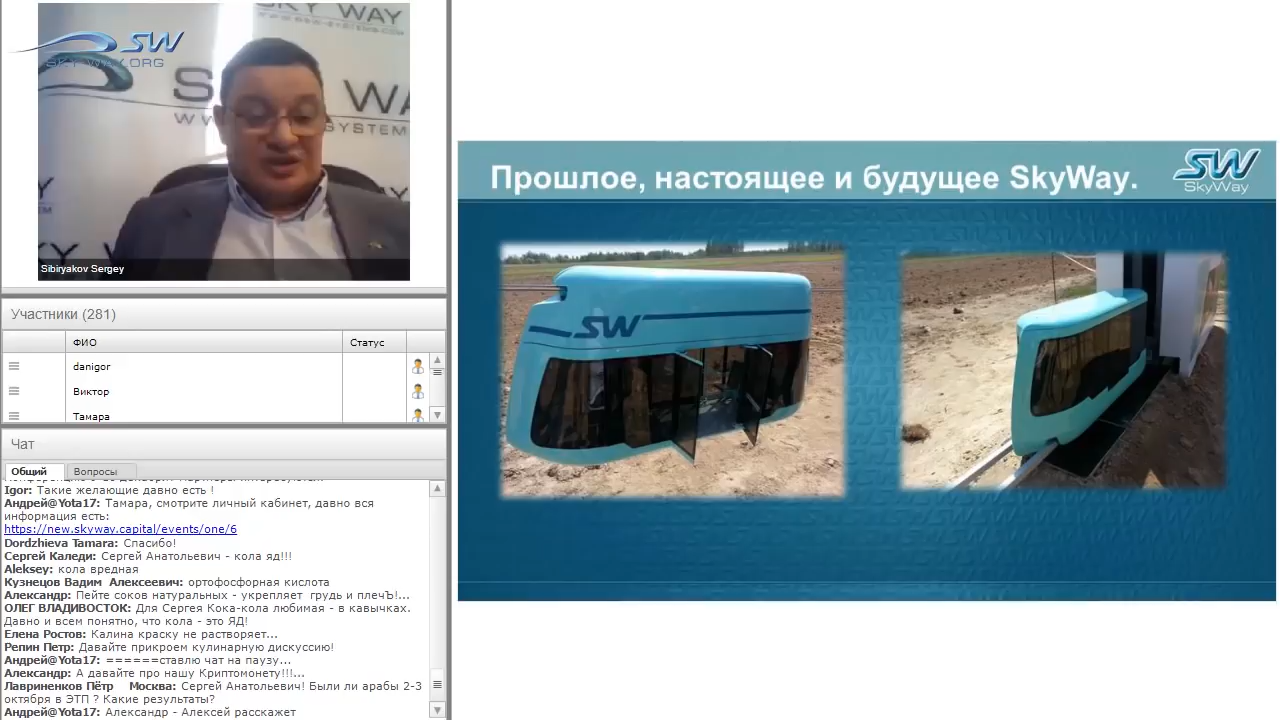 SKY WAY
SW
SKY WAY.ORG
SKY WAY
SYSTEM
Sibiryakov Sergey
Участники (281)
ФИО
Статус
danigor
Виктор
Тамара
Чат
Общий
Вопросы
Igor: Такие желающие давно есть !
Андрей@Yota17: Тамара, смотрите личный кабинет, давно вся
информация есть:
https://new.skyway.capital/events/one/6
Dordzhieva Tamara: Спасибо!
Сергей Каледи: Сергей Анатольевич - кола яд!!!
Aleksey: кола вредная
Кузнецов Вадим Алексеевич: ортофосфорная кислота
Александр: Пейте соков натуральных - укрепляет грудь и плечЪ!...
ОЛЕГ ВЛАДИВОСТОК: Для Сергея Кока-кола любимая - в кавычках.
Давно и всем понятно, что кола - это ЯД!
Елена Ростов: Калина краску не растворяет...
Репин Петр: Давайте прикроем кулинарную дискуссию!
Андрей@Yota17: ======ставлю чат на паузу...
Александр: А давайте про нашу Криптомонету!!!...
Лавриненков Пётр Москва: Сергей Анатольевич! Были ли арабы 2-3
октября в ЭТП ? Какие результаты?
Андрей@Yota17: Александр - Алексей расскажет
Прошлое, настоящее и будущее SkyWay.
SW
SkyWay
SW